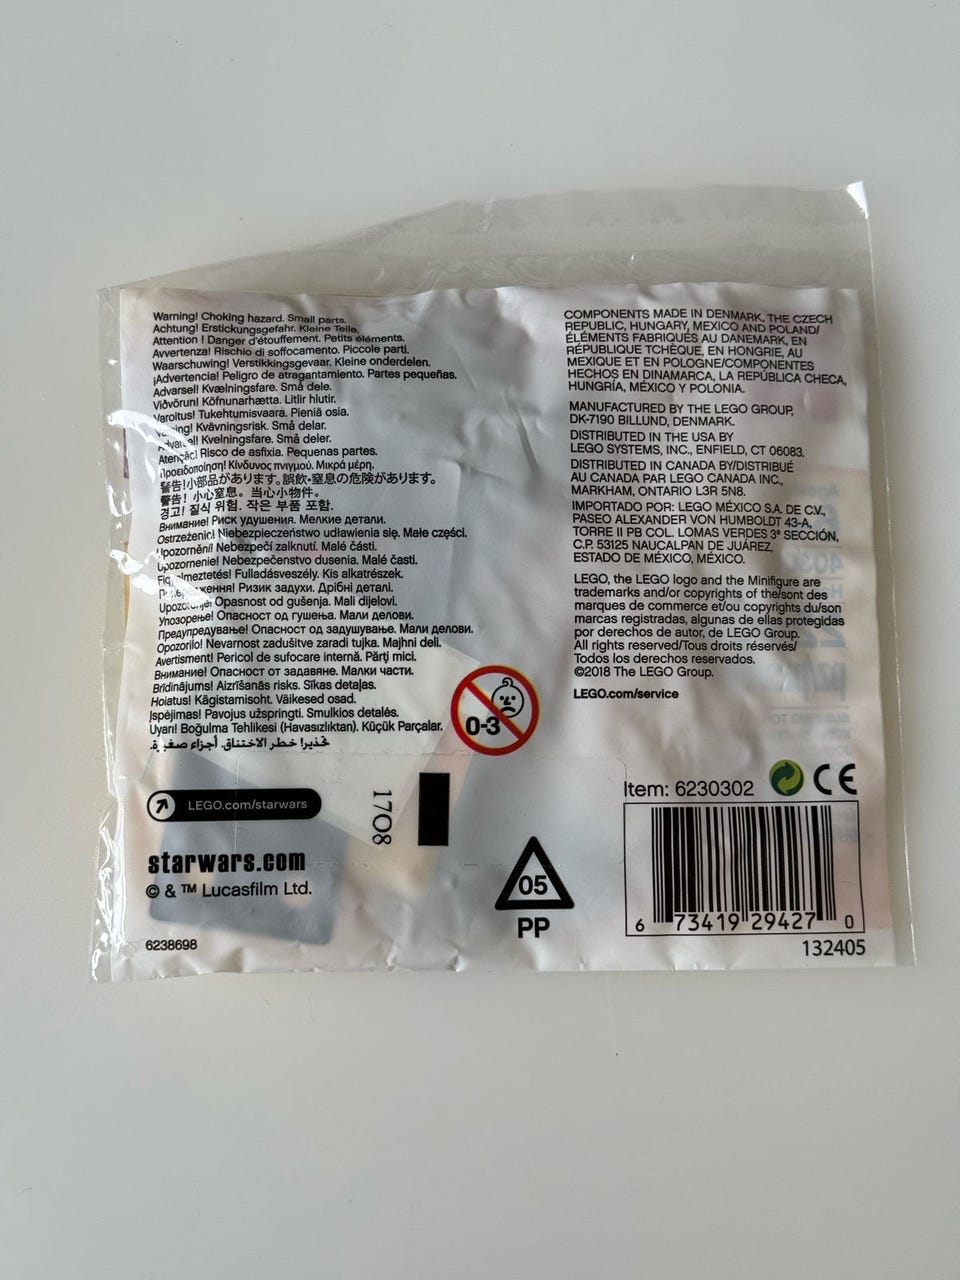 Warning! Choking hazard. Small parts.
Achtung! Erstickungsgefahr. Kleine Teile.
Attention ! Danger d'étouffement. Petits éléments.
Avvertenza! Rischio di soffocamento. Piccole parti.
Waarschuwing! Verstikkingsgevaar. Kleine onderdelen.
¡Advertencia! Peligro de atragantamiento. Partes pequeñas.
Advarsel! Kvælningsfare. Små dele.
Viðvörun! Köfnunarhætta. Litlir hlutir.
Varoitus! Tukehtumisvaara. Pieniä osia.
Varning! Kvävningsrisk. Små delar.
Advarsel! Kvelningsfare. Små deler.
Atenção! Risco de asfixia. Pequenas partes.
Προειδοποίηση! Κίνδυνος πνιγμού. Μικρά μέρη.
警告!小部品があります。誤飲・窒息の危険があります。
警告! 小心窒息。当心小物件。
경고! 질식 위험. 작은 부품 포함.
Внимание! Риск удушения. Мелкие детали.
Ostrzeżenie! Niebezpieczeństwo udławienia się. Małe części.
Upozornění! Nebezpečí zalknutí. Malé části.
Upozornenie! Nebezpečenstvo dusenia. Malé časti.
Figyelmeztetés! Fulladásveszély. Kis alkatrészek.
Попередження! Ризик задухи. Дрібні деталі.
Upozorenje! Opasnost od gušenja. Mali dijelovi.
Упозорење! Опасност од гушења. Мали делови.
Предупредување! Опасност од задушување. Мали делови.
Opozorilo! Nevarnost zadušitve zaradi tujka. Majhni deli.
Avertisment! Pericol de sufocare internă. Părți mici.
Внимание! Опасност от задавяне. Малки части.
Brīdinājums! Aizrīšanās risks. Sīkas detaļas.
Hoiatus! Kägistamisoht. Väikesed osad.
Įspėjimas! Pavojus užspringti. Smulkios detalės.
Uyarı! Boğulma Tehlikesi (Havasızlıktan). Küçük Parçalar.
تحذير! خطر الاختناق. أجزاء صغيرة.
0-3
LEGO.com/starwars
17O8
starwars.com
© & ™ Lucasfilm Ltd.
6238698
COMPONENTS MADE IN DENMARK, THE CZECH
REPUBLIC, HUNGARY, MEXICO AND POLAND/
ÉLÉMENTS FABRIQUÉS AU DANEMARK, EN
RÉPUBLIQUE TCHÈQUE, EN HONGRIE, AU
MEXIQUE ET EN POLOGNE/COMPONENTES
HECHOS EN DINAMARCA, LA REPÚBLICA CHECA,
HUNGRÍA, MÉXICO Y POLONIA.
MANUFACTURED BY THE LEGO GROUP,
DK-7190 BILLUND, DENMARK.
DISTRIBUTED IN THE USA BY
LEGO SYSTEMS, INC., ENFIELD, CT 06083.
DISTRIBUTED IN CANADA BY/DISTRIBUÉ
AU CANADA PAR LEGO CANADA INC.,
MARKHAM, ONTARIO L3R 5N8.
IMPORTADO POR: LEGO MÉXICO S.A. DE C.V.,
PASEO ALEXANDER VON HUMBOLDT 43-A,
TORRE II PB COL. LOMAS VERDES 3ª SECCIÓN,
C.P. 53125 NAUCALPAN DE JUÁREZ,
ESTADO DE MÉXICO, MÉXICO.
LEGO, the LEGO logo and the Minifigure are
trademarks and/or copyrights of the/sont des
marques de commerce et/ou copyrights du/son
marcas registradas, algunas de ellas protegidas
por derechos de autor, de LEGO Group.
All rights reserved/Tous droits réservés/
Todos los derechos reservados.
©2018 The LEGO Group.
LEGO.com/service
Item: 6230302
CE
05
PP
6 73419 29427 0
132405